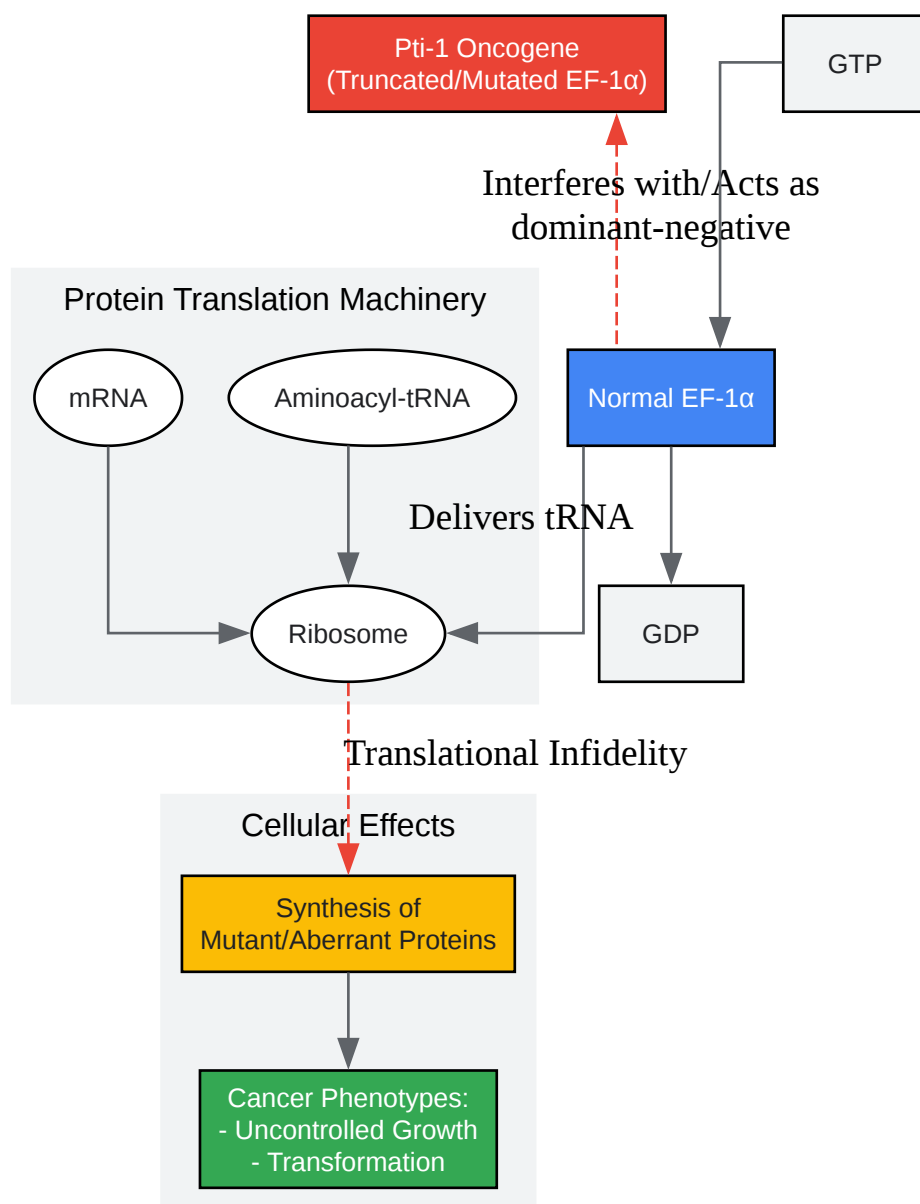 Pti-1 Oncogene
(Truncated/Mutated EF-1α)
GTP
Interferes with/Acts as
dominant-negative
Protein Translation Machinery
mRNA
Aminoacyl-tRNA
Normal EF-1α
Delivers tRNA
Ribosome
GDP
Translational Infidelity
Cellular Effects
Synthesis of
Mutant/Aberrant Proteins
Cancer Phenotypes:
- Uncontrolled Growth
- Transformation